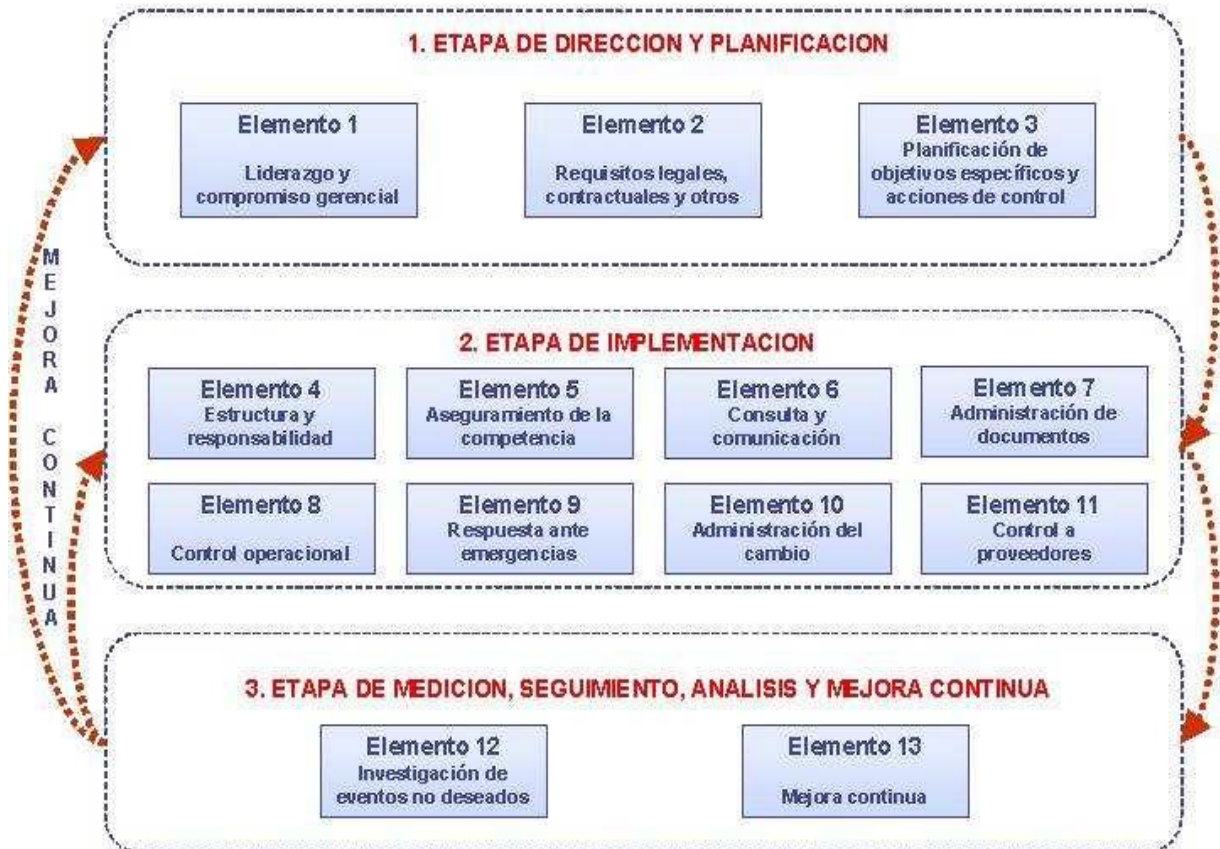 1. ETAPA DE DIRECCION Y PLANIFICACION
Elemento 1
Liderazgo y
compromiso gerencial
Elemento 2
Requisitos legales,
contractuales y otros
Elemento 3
Planificación de
objetivos específicos y
acciones de control
MEJORA CONTINUA
2. ETAPA DE IMPLEMENTACION
Elemento 4
Estructura y
responsabilidad
Elemento 5
Aseguramiento de la
competencia
Elemento 6
Consulta y
comunicación
Elemento 7
Administración de
documentos
Elemento 8
Control operacional
Elemento 9
Respuesta ante
emergencias
Elemento 10
Administración del
cambio
Elemento 11
Control a
proveedores
3. ETAPA DE MEDICION, SEGUIMIENTO, ANALISIS Y MEJORA CONTINUA
Elemento 12
Investigación de
eventos no deseados
Elemento 13
Mejora continua